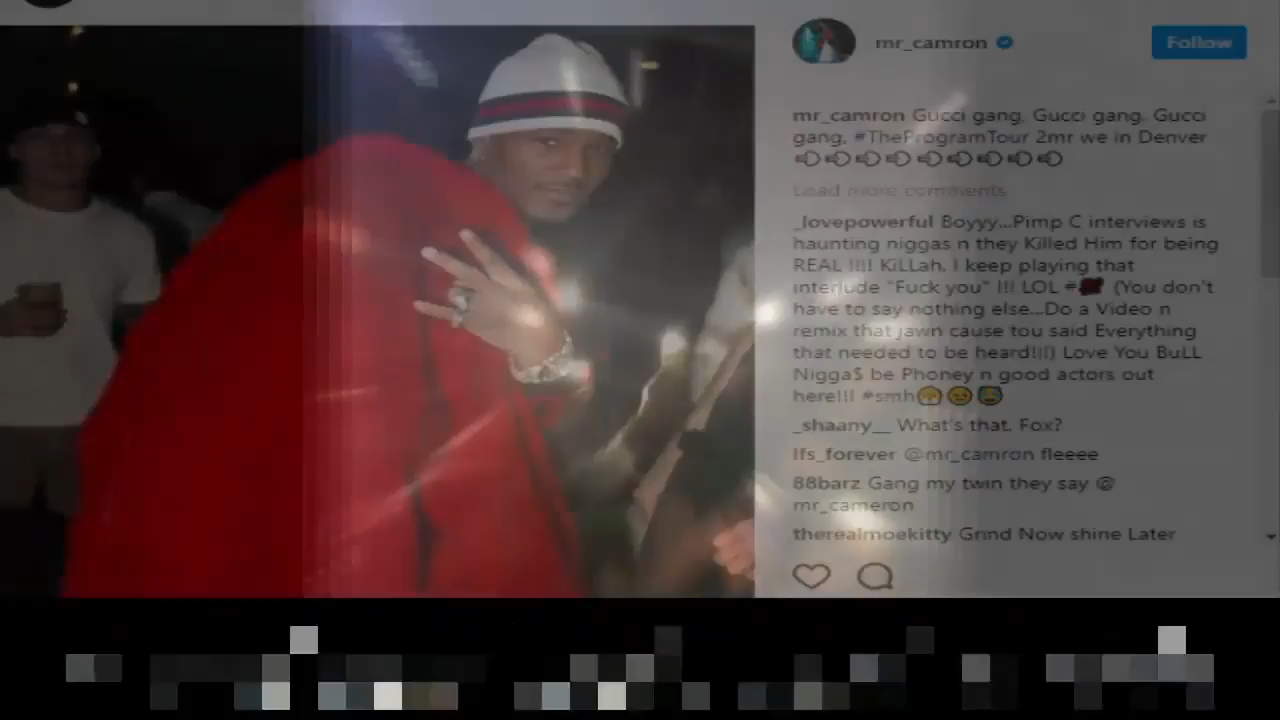 mr_camron
Follow
mr_camron Gucci gang, Gucci gang, Gucci
gang, #TheProgramTour 2mr we in Denver
Load more comments
_lovepowerful Boyyy...Pimp C interviews is
haunting niggas n they Killed Him for being
REAL !!!! KiLLah. I keep playing that
interlude "Fuck you" !!! LOL # (You don't
have to say nothing else...Do a Video n
remix that jawn cause tou said Everything
that needed to be heard!!!) Love You BuLL
Nigga$ be Phoney n good actors out
here!!! #smh
_shaany__ What's that. Fox?
lfs_forever @mr_camron fleeee
88barz Gang my twin they say @
mr_cameron
therealmoekitty Grind Now shine Later